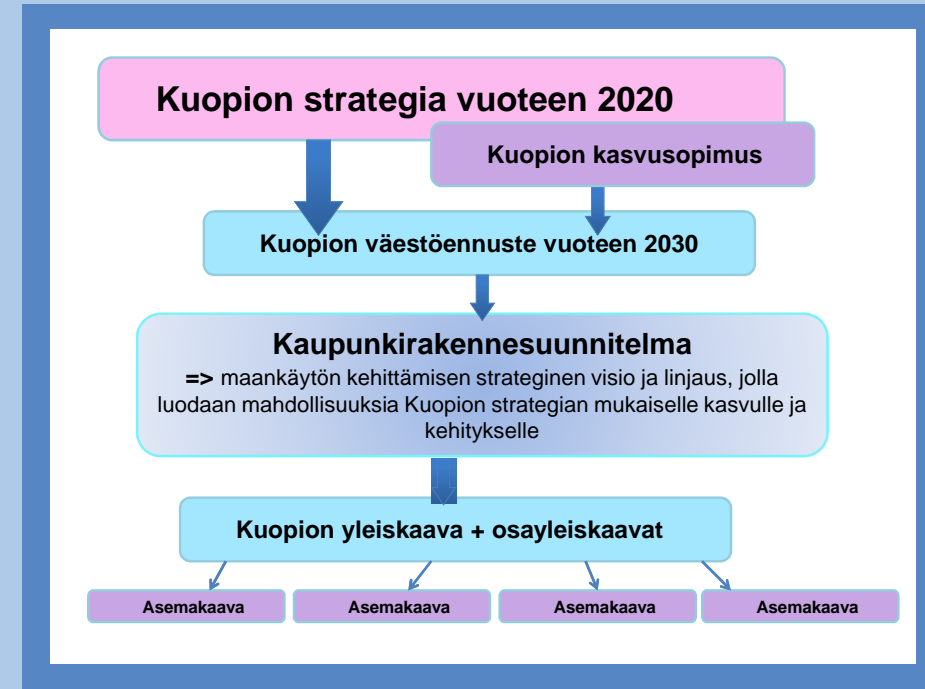 Kuopion strategia vuoteen 2020
Kuopion kasvusopimus
Kuopion väestöennuste vuoteen 2030
Kaupunkirakennesuunnitelma
=> maankäytön kehittämisen strateginen visio ja linjaus, jolla
luodaan mahdollisuuksia Kuopion strategian mukaiselle kasvulle ja
kehitykselle
Kuopion yleiskaava + osayleiskaavat
Asemakaava
Asemakaava
Asemakaava
Asemakaava